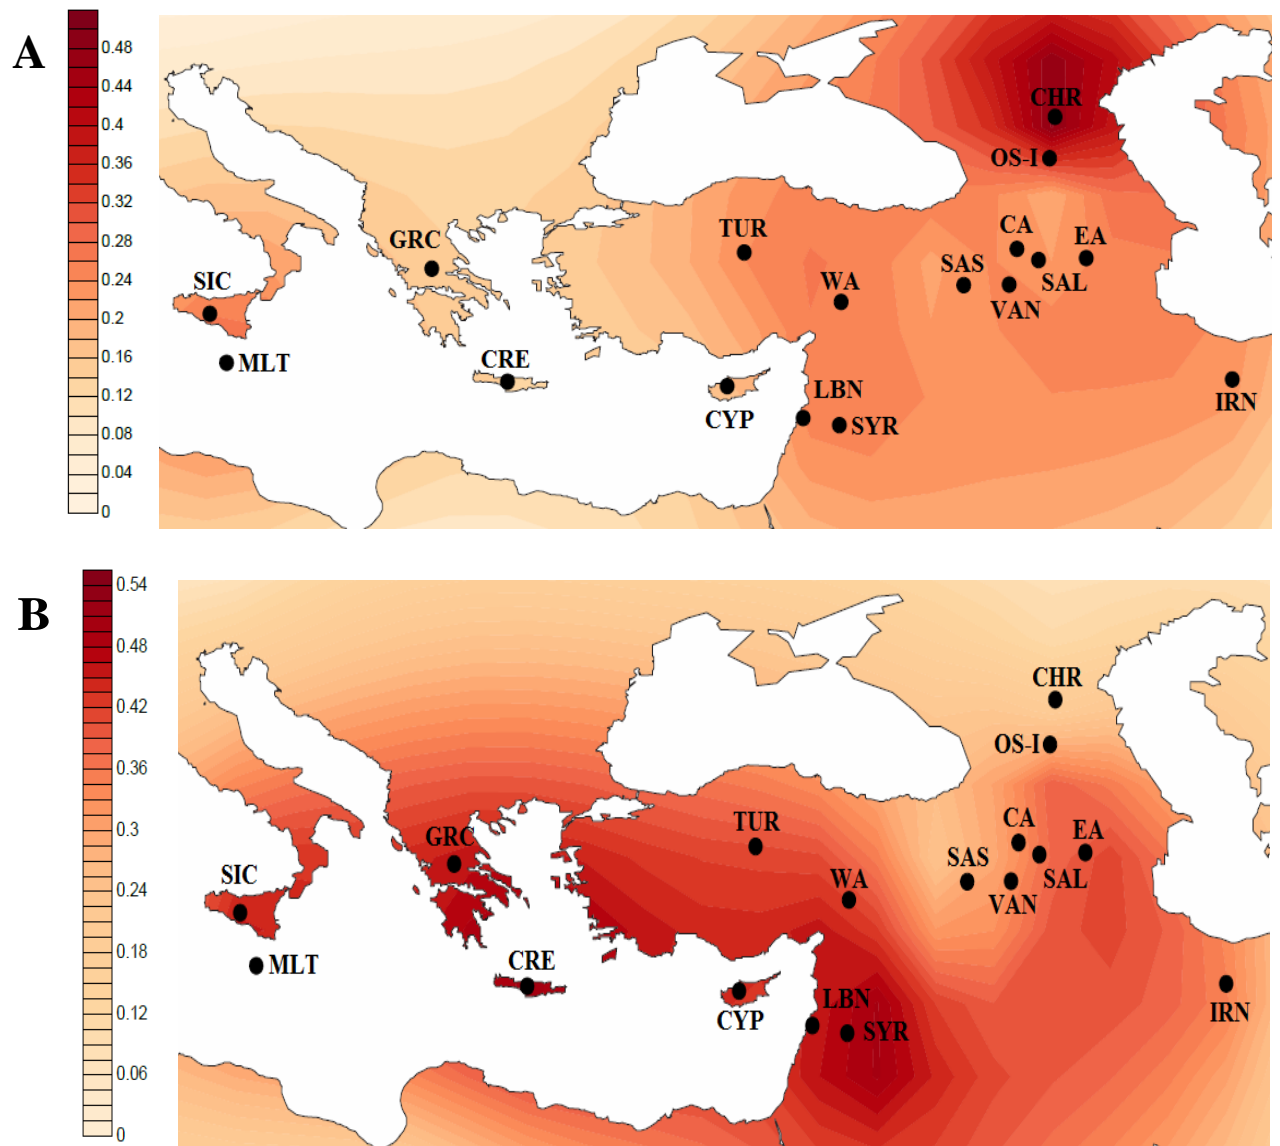 A
0.48
0.44
0.4
0.36
0.32
0.28
0.24
0.2
0.16
0.12
0.08
0.04
0
CHR
OS-I
TUR
GRC
CA
EA
SAS
SAL
SIC
WA
VAN
MLT
CRE
LBN
IRN
CYP
SYR
B
0.54
0.48
0.42
0.36
0.3
0.24
0.18
0.12
0.06
0
CHR
OS-I
TUR
CA
EA
GRC
SAS
SIC
WA
SAL
VAN
CRE
MLT
LBN
CYP
SYR
IRN